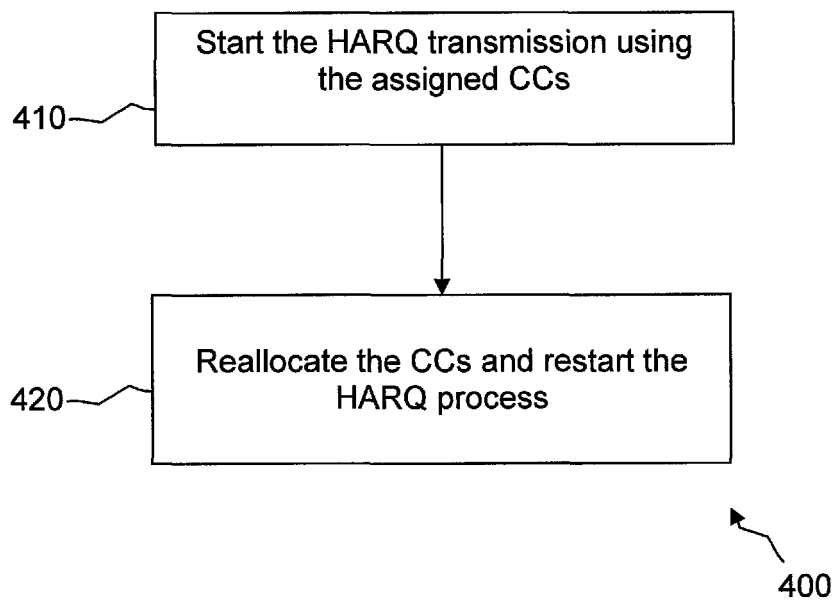 Start the HARQ transmission using
the assigned CCs
410
Reallocate the CCs and restart the
HARQ process
420
400